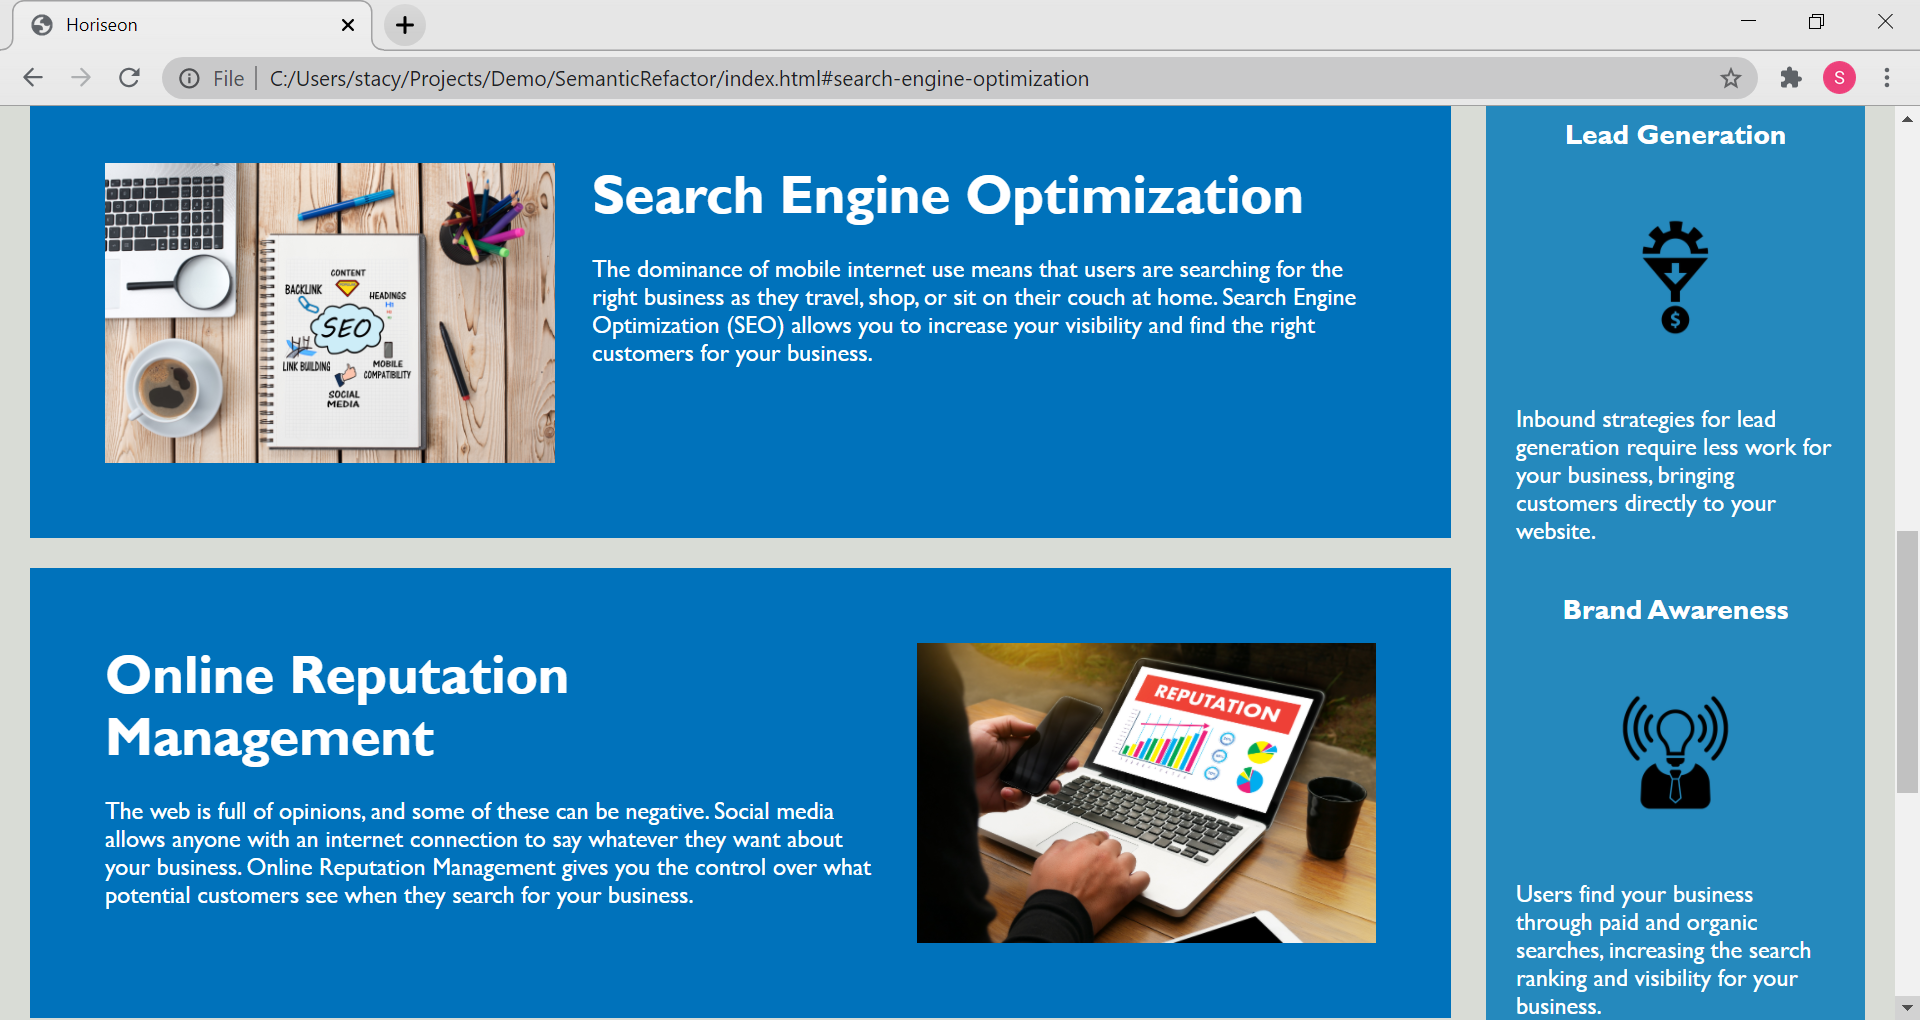 Horiseon
File
C:/Users/stacy/Projects/Demo/SemanticRefactor/index.html#search-engine-optimization
S
CONTENT
BACKLINK
HEADINGS
H1
SEO
LINK BUILDING
MOBILE
COMPATIBILITY
SOCIAL
MEDIA
Search Engine Optimization
The dominance of mobile internet use means that users are searching for the
right business as they travel, shop, or sit on their couch at home. Search Engine
Optimization (SEO) allows you to increase your visibility and find the right
customers for your business.
Online Reputation
Management
The web is full of opinions, and some of these can be negative. Social media
allows anyone with an internet connection to say whatever they want about
your business. Online Reputation Management gives you the control over what
potential customers see when they search for your business.
REPUTATION
Lead Generation
$
Inbound strategies for lead
generation require less work for
your business, bringing
customers directly to your
website.
Brand Awareness
Users find your business
through paid and organic
searches, increasing the search
ranking and visibility for your
business.